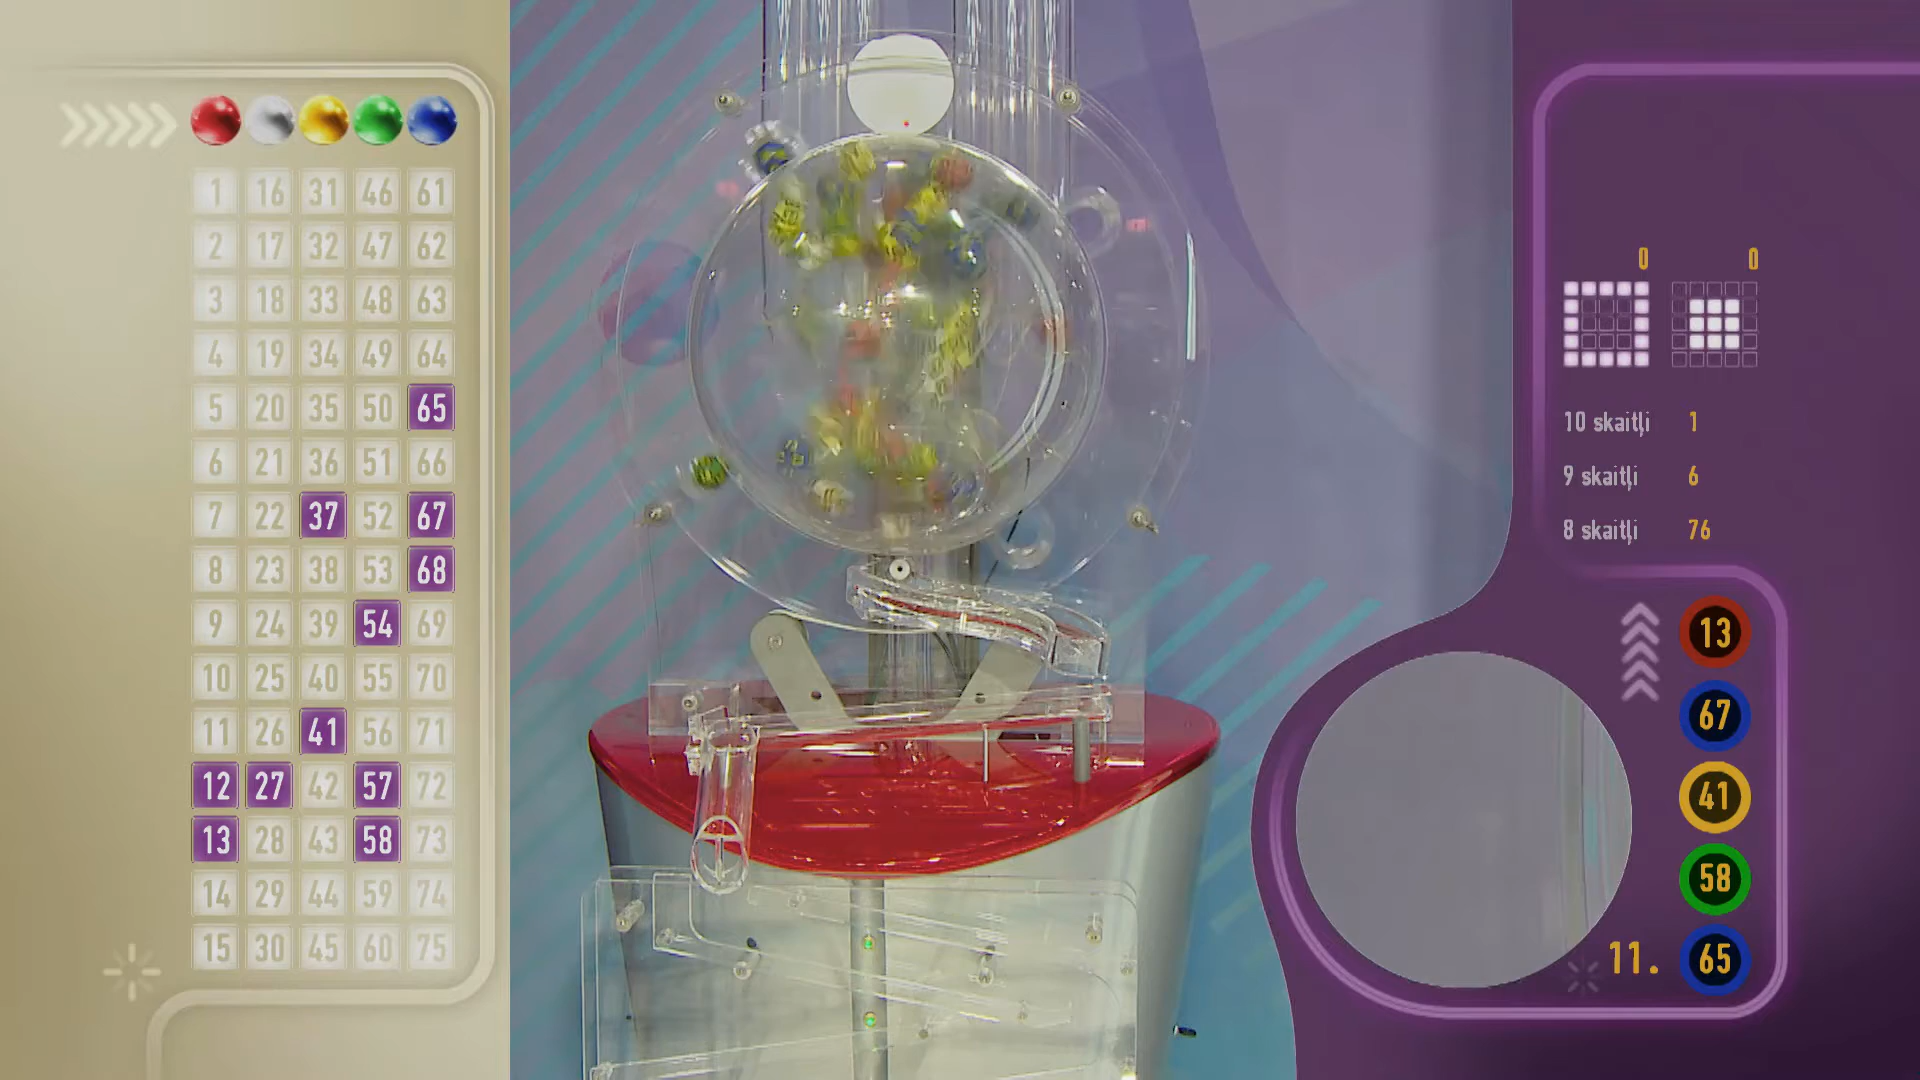 1 16 31 46 61
2 17 32 47 62
3 18 33 48 63
4 19 34 49 64
5 20 35 50 65
6 21 36 51 66
7 22 37 52 67
8 23 38 53 68
9 24 39 54 69
10 25 40 55 70
11 26 41 56 71
12 27 42 57 72
13 28 43 58 73
14 29 44 59 74
15 30 45 60 75
0 0
10 skaitļi 1
9 skaitļi 6
8 skaitļi 76
13
67
41
58
11. 65